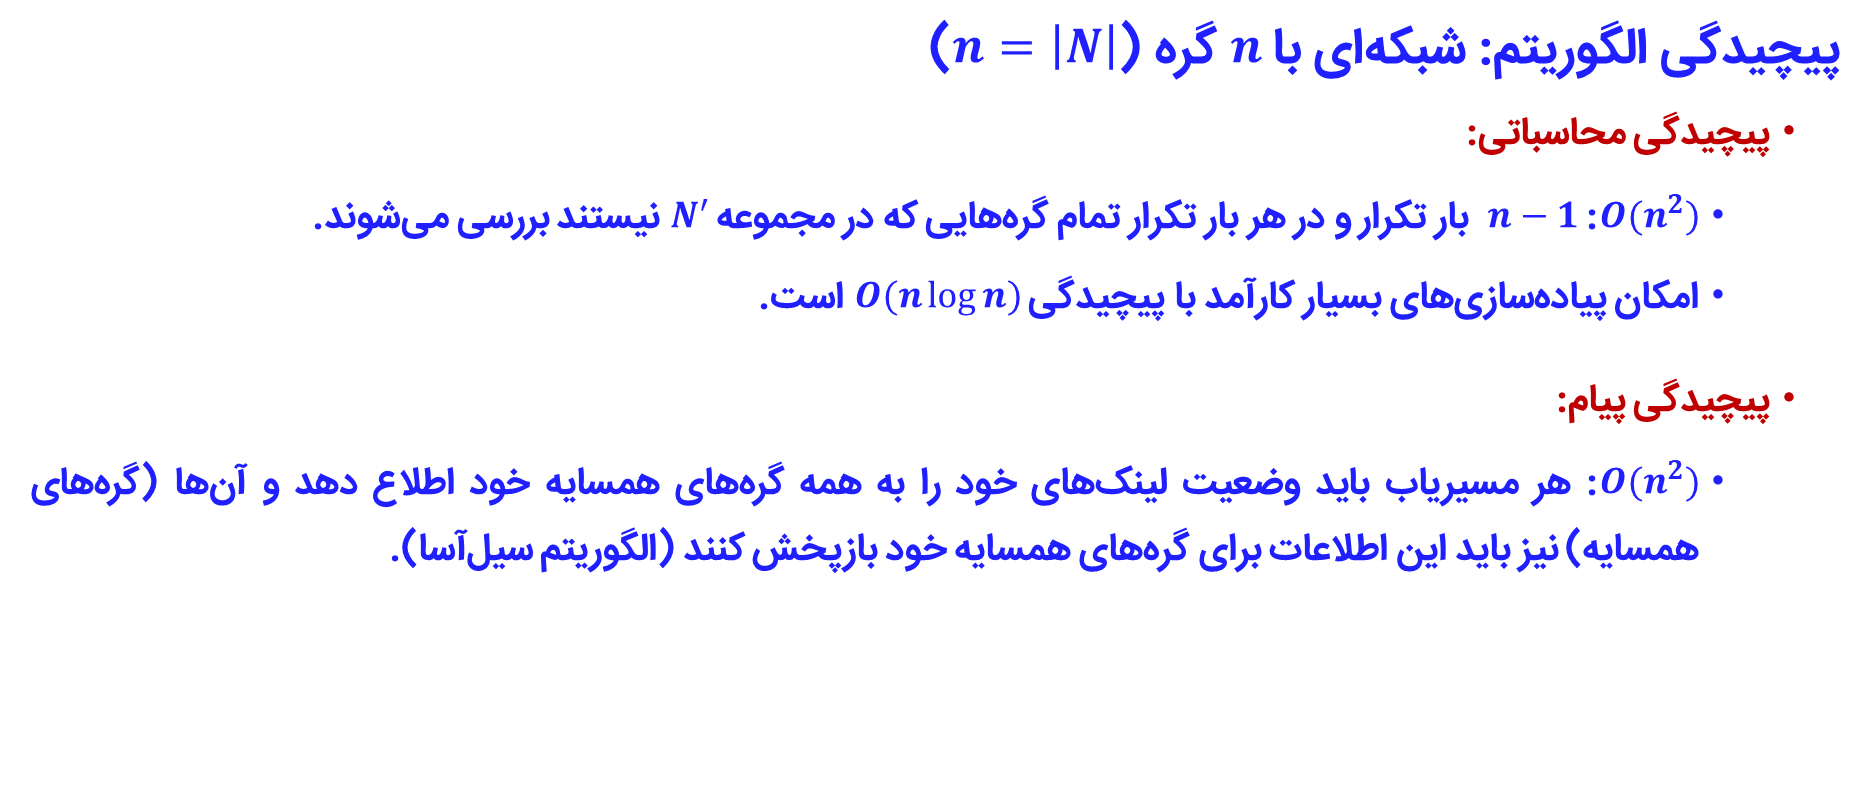 پیچیدگی الگوریتم: شبکه‌ای با n گره (n = |N|)
• پیچیدگی محاسباتی:
• O(n²): n − 1 بار تکرار و در هر بار تکرار تمام گره‌هایی که در مجموعه N′ نیستند بررسی می‌شوند.
• امکان پیاده‌سازی‌های بسیار کارآمد با پیچیدگی O(n log n) است.
• پیچیدگی پیام:
• O(n²): هر مسیریاب باید وضعیت لینک‌های خود را به همه گره‌های همسایه خود اطلاع دهد و آن‌ها (گره‌های
همسایه) نیز باید این اطلاعات برای گره‌های همسایه خود بازپخش کنند (الگوریتم سیل‌آسا).